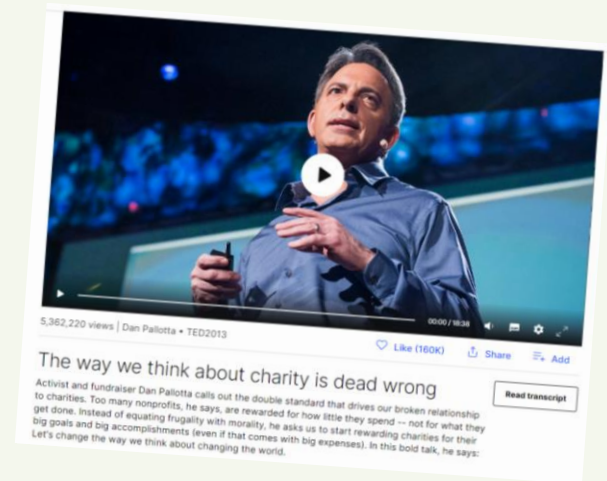 00:00 / 18:38
5,362,220 views | Dan Pallotta • TED2013
Like (160K)
Share
Add
The way we think about charity is dead wrong
Read transcript
Activist and fundraiser Dan Pallotta calls out the double standard that drives our broken relationship
to charities. Too many nonprofits, he says, are rewarded for how little they spend -- not for what they
get done. Instead of equating frugality with morality, he asks us to start rewarding charities for their
big goals and big accomplishments (even if that comes with big expenses). In this bold talk, he says:
Let's change the way we think about changing the world.